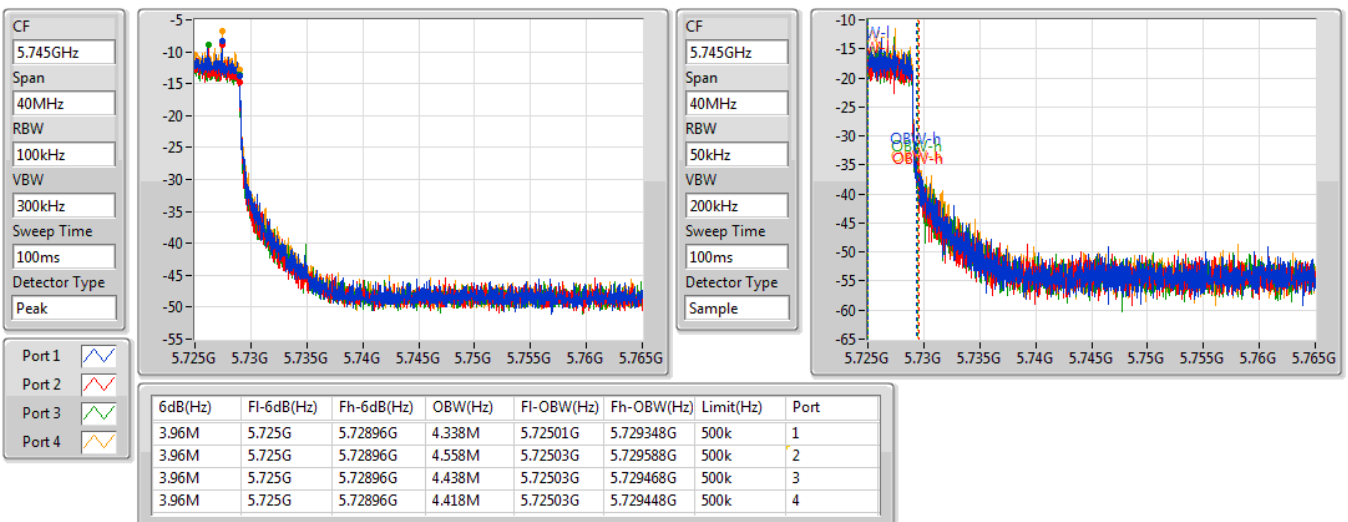 CF
5.745GHz
Span
40MHz
RBW
100kHz
VBW
300kHz
Sweep Time
100ms
Detector Type
Peak
-5
-10
-15
-20
-25
-30
-35
-40
-45
-50
-55
5.725G 5.73G 5.735G 5.74G 5.745G 5.75G 5.755G 5.76G 5.765G
CF
5.745GHz
Span
40MHz
RBW
50kHz
VBW
200kHz
Sweep Time
100ms
Detector Type
Sample
-10
-15
-20
-25
-30
-35
-40
-45
-50
-55
-60
-65
W-l
OBW-h
OBW-h
OBW-h
5.725G 5.73G 5.735G 5.74G 5.745G 5.75G 5.755G 5.76G 5.765G
Port 1
Port 2
Port 3
Port 4
6dB(Hz) Fl-6dB(Hz) Fh-6dB(Hz) OBW(Hz) Fl-OBW(Hz) Fh-OBW(Hz) Limit(Hz) Port
3.96M 5.725G 5.72896G 4.338M 5.72501G 5.729348G 500k 1
3.96M 5.725G 5.72896G 4.558M 5.72503G 5.729588G 500k 2
3.96M 5.725G 5.72896G 4.438M 5.72503G 5.729468G 500k 3
3.96M 5.725G 5.72896G 4.418M 5.72503G 5.729448G 500k 4